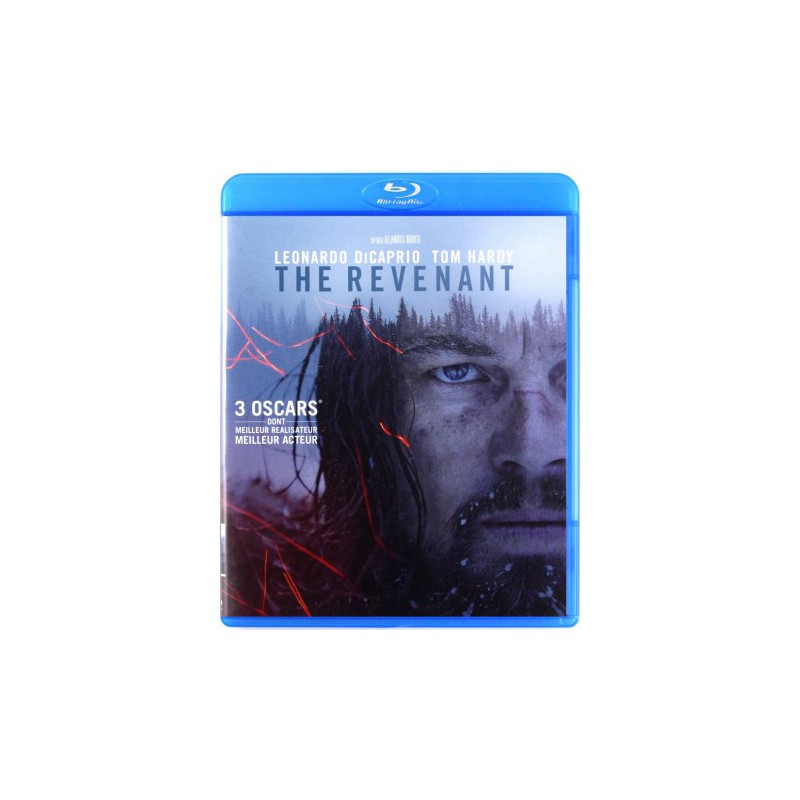 Blu-ray Disc
LEONARDO DiCAPRIO TOM HARDY
THE REVENANT
3 OSCARS®
DONT
MEILLEUR RÉALISATEUR
MEILLEUR ACTEUR